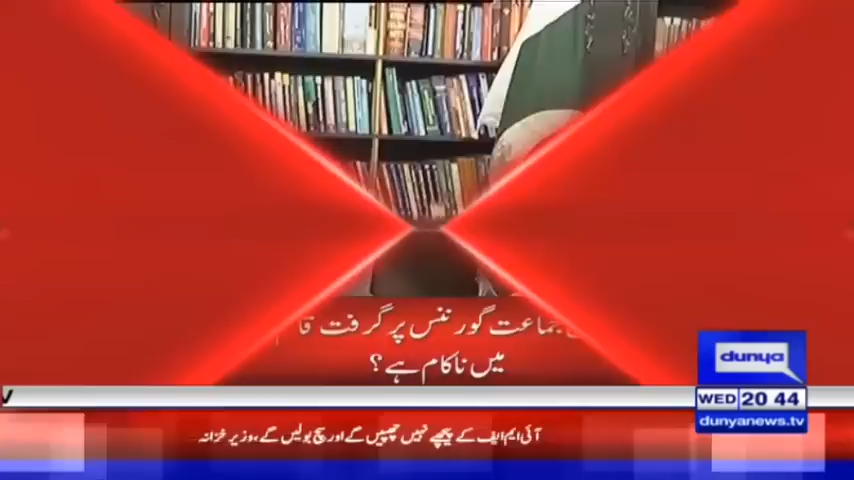 جماعت گورننس پر گرفت
میں ناکام ہے؟
dunya
WED 20 44
dunyanews.tv
آئی ایم ایف کے پیچھے نہیں چھپیں گے اور سچ بولیں گے، وزیر خزانہ